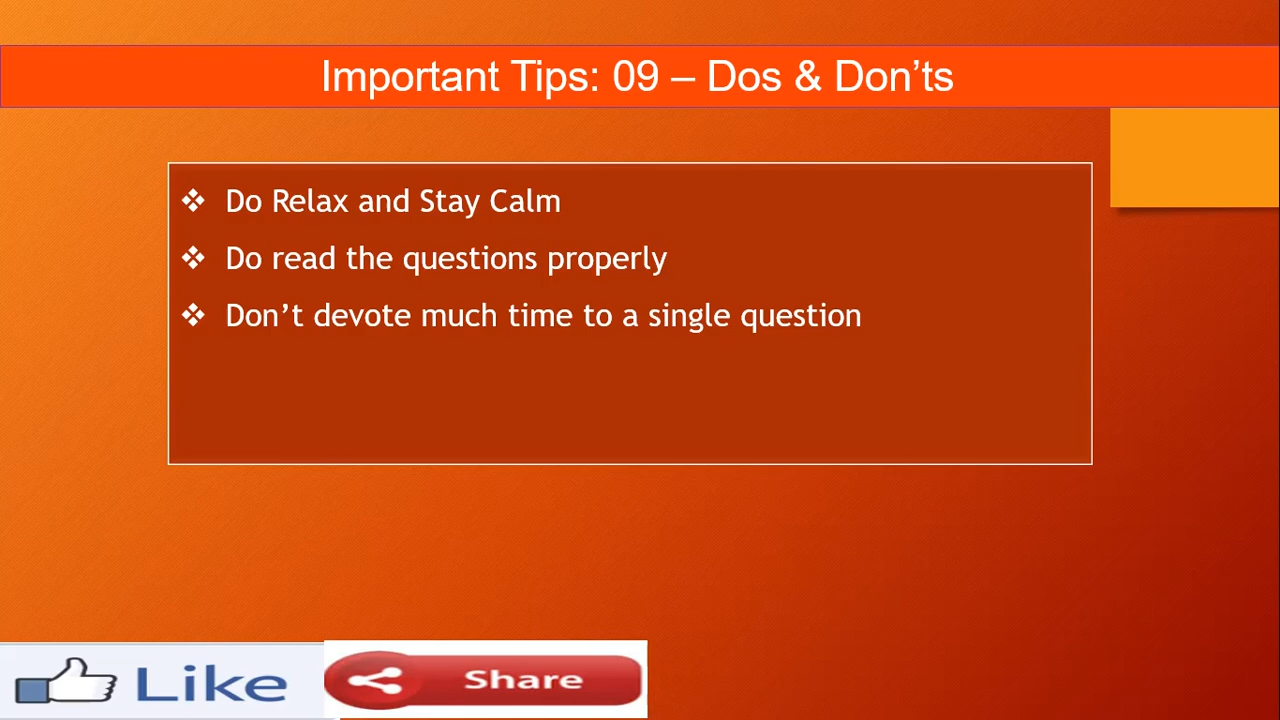 Important Tips: 09 – Dos & Don’ts
❖ Do Relax and Stay Calm
❖ Do read the questions properly
❖ Don’t devote much time to a single question
Like
Share